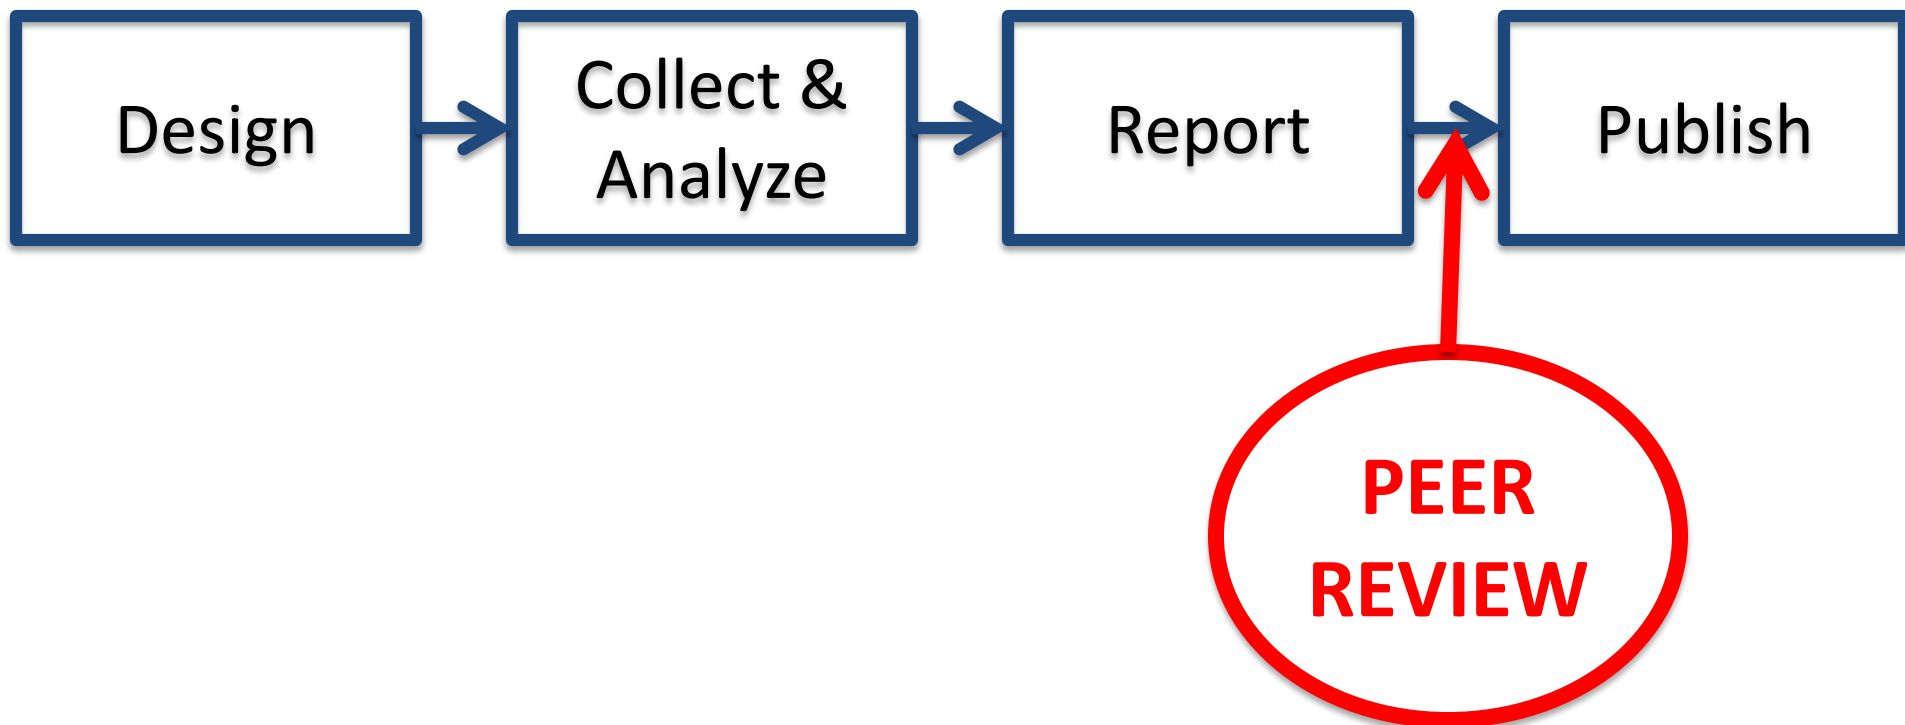 Design
Collect &
Analyze
Report
Publish
PEER
REVIEW